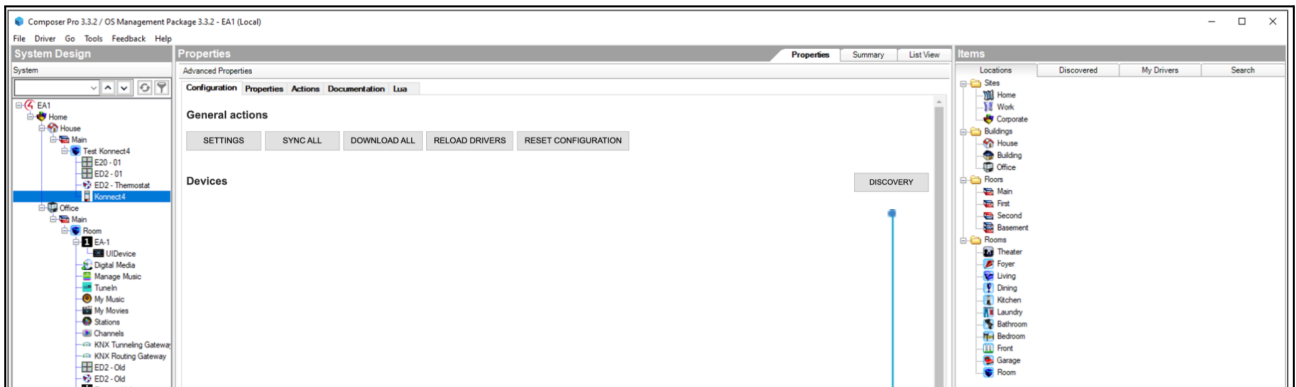 Composer Pro 3.3.2 / OS Management Package 3.3.2 - EA1 (Local)
File Driver Go Tools Feedback Help
System Design
System
EA1
Home
House
Main
Test Konnect4
E20 - 01
ED2 - 01
ED2 - Thermostat
Konnect4
Office
Main
Room
EA-1
UIDevice
Digital Media
Manage Music
TuneIn
My Music
My Movies
Stations
Channels
KNX Tunneling Gateway
KNX Routing Gateway
ED2 - Old
ED2 - Old
Properties
Properties Summary List View
Advanced Properties
Configuration Properties Actions Documentation Lua
General actions
SETTINGS SYNC ALL DOWNLOAD ALL RELOAD DRIVERS RESET CONFIGURATION
Devices
DISCOVERY
Items
Locations Discovered My Drivers Search
Sites
Home
Work
Corporate
Buildings
House
Building
Office
Floors
Main
First
Second
Basement
Rooms
Theater
Foyer
Living
Dining
Kitchen
Laundry
Bathroom
Bedroom
Front
Garage
Room